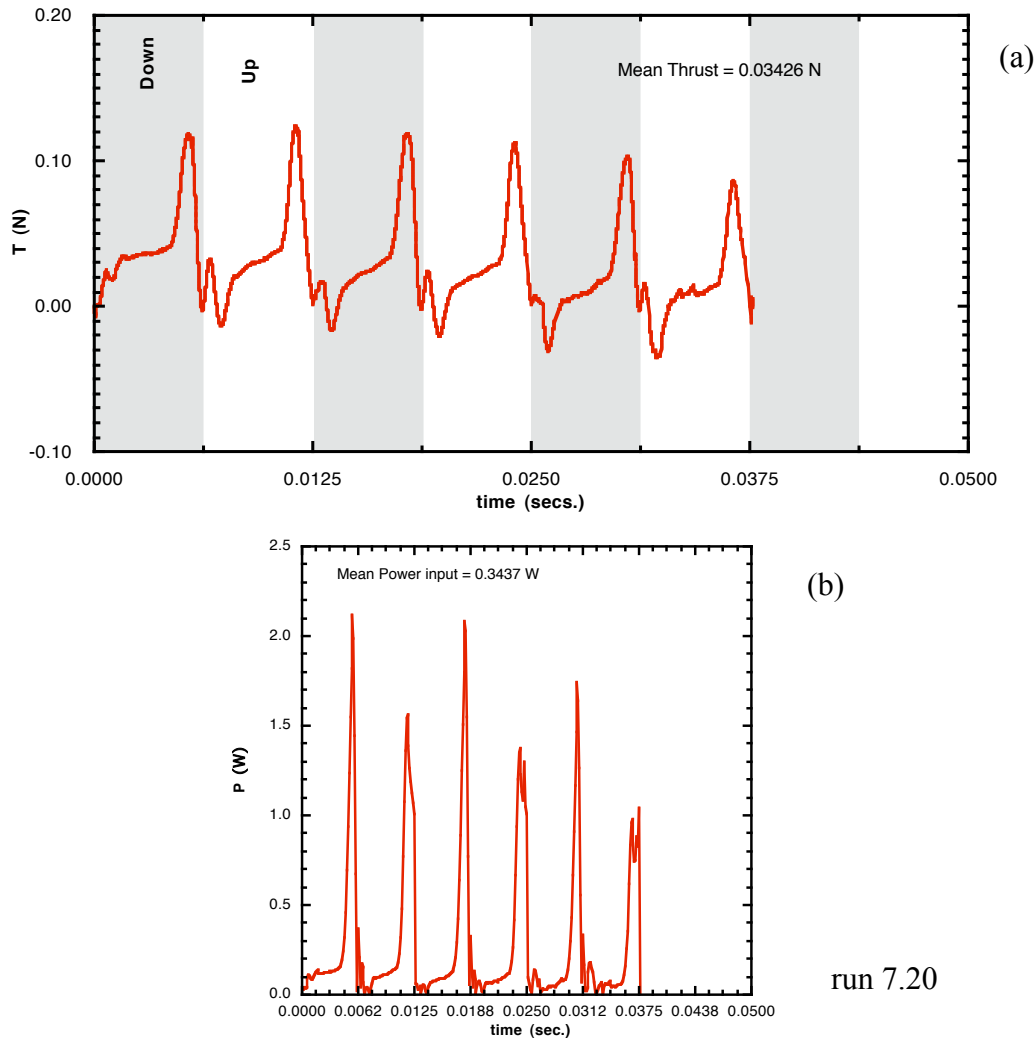 0.20
(a)
Down
Up
Mean Thrust = 0.03426 N
0.10
T (N)
0.00
-0.10
0.0000 0.0125 0.0250 0.0375 0.0500
time (secs.)
2.5
Mean Power input = 0.3437 W
(b)
2.0
1.5
P (W)
1.0
0.5
0.0
run 7.20
0.0000 0.0062 0.0125 0.0188 0.0250 0.0312 0.0375 0.0438 0.0500
time (sec.)